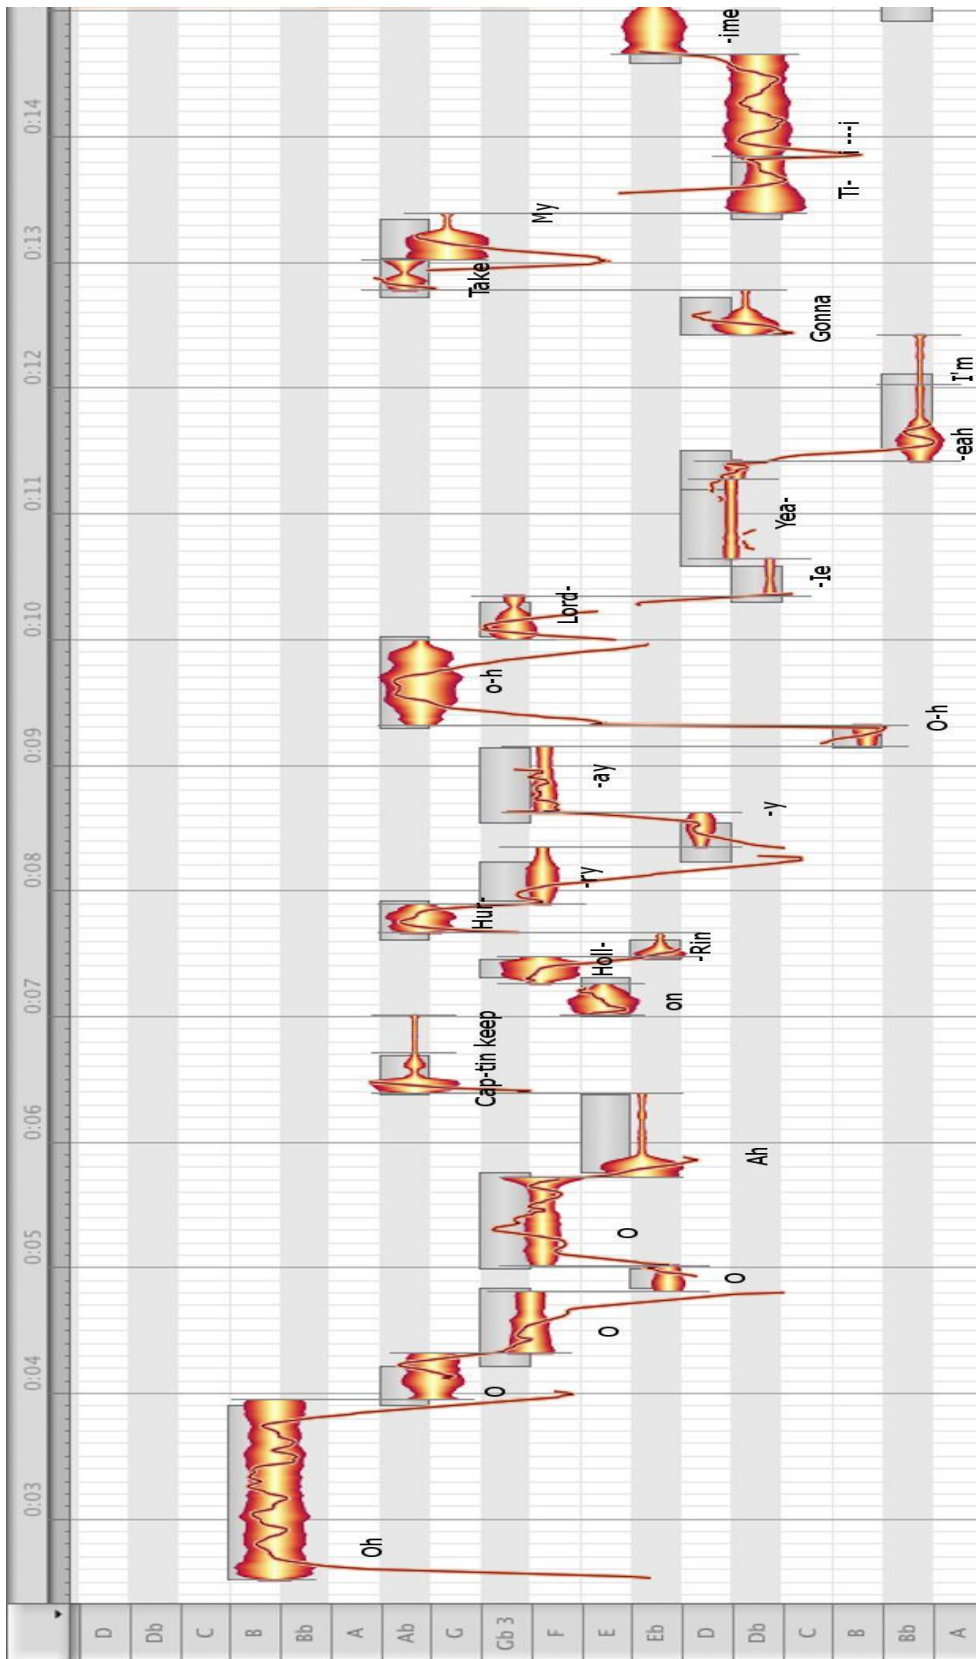 0:03 0:04 0:05 0:06 0:07 0:08 0:09 0:10 0:11 0:12 0:13 0:14
D
Db
C
B
Bb
A
Ab
G
Gb 3
F
E
Eb
D
Db
C
B
Bb
A
Oh
O
O
O
O
Ah
Cap-tin keep
on
Holl-
-Rin
Hur-
-ry
-y
-ay
O-h
o-h
Lord-
-Ie
Yea-
-eah
I'm
Gonna
Take
My
Ti-
i ---i
-ime